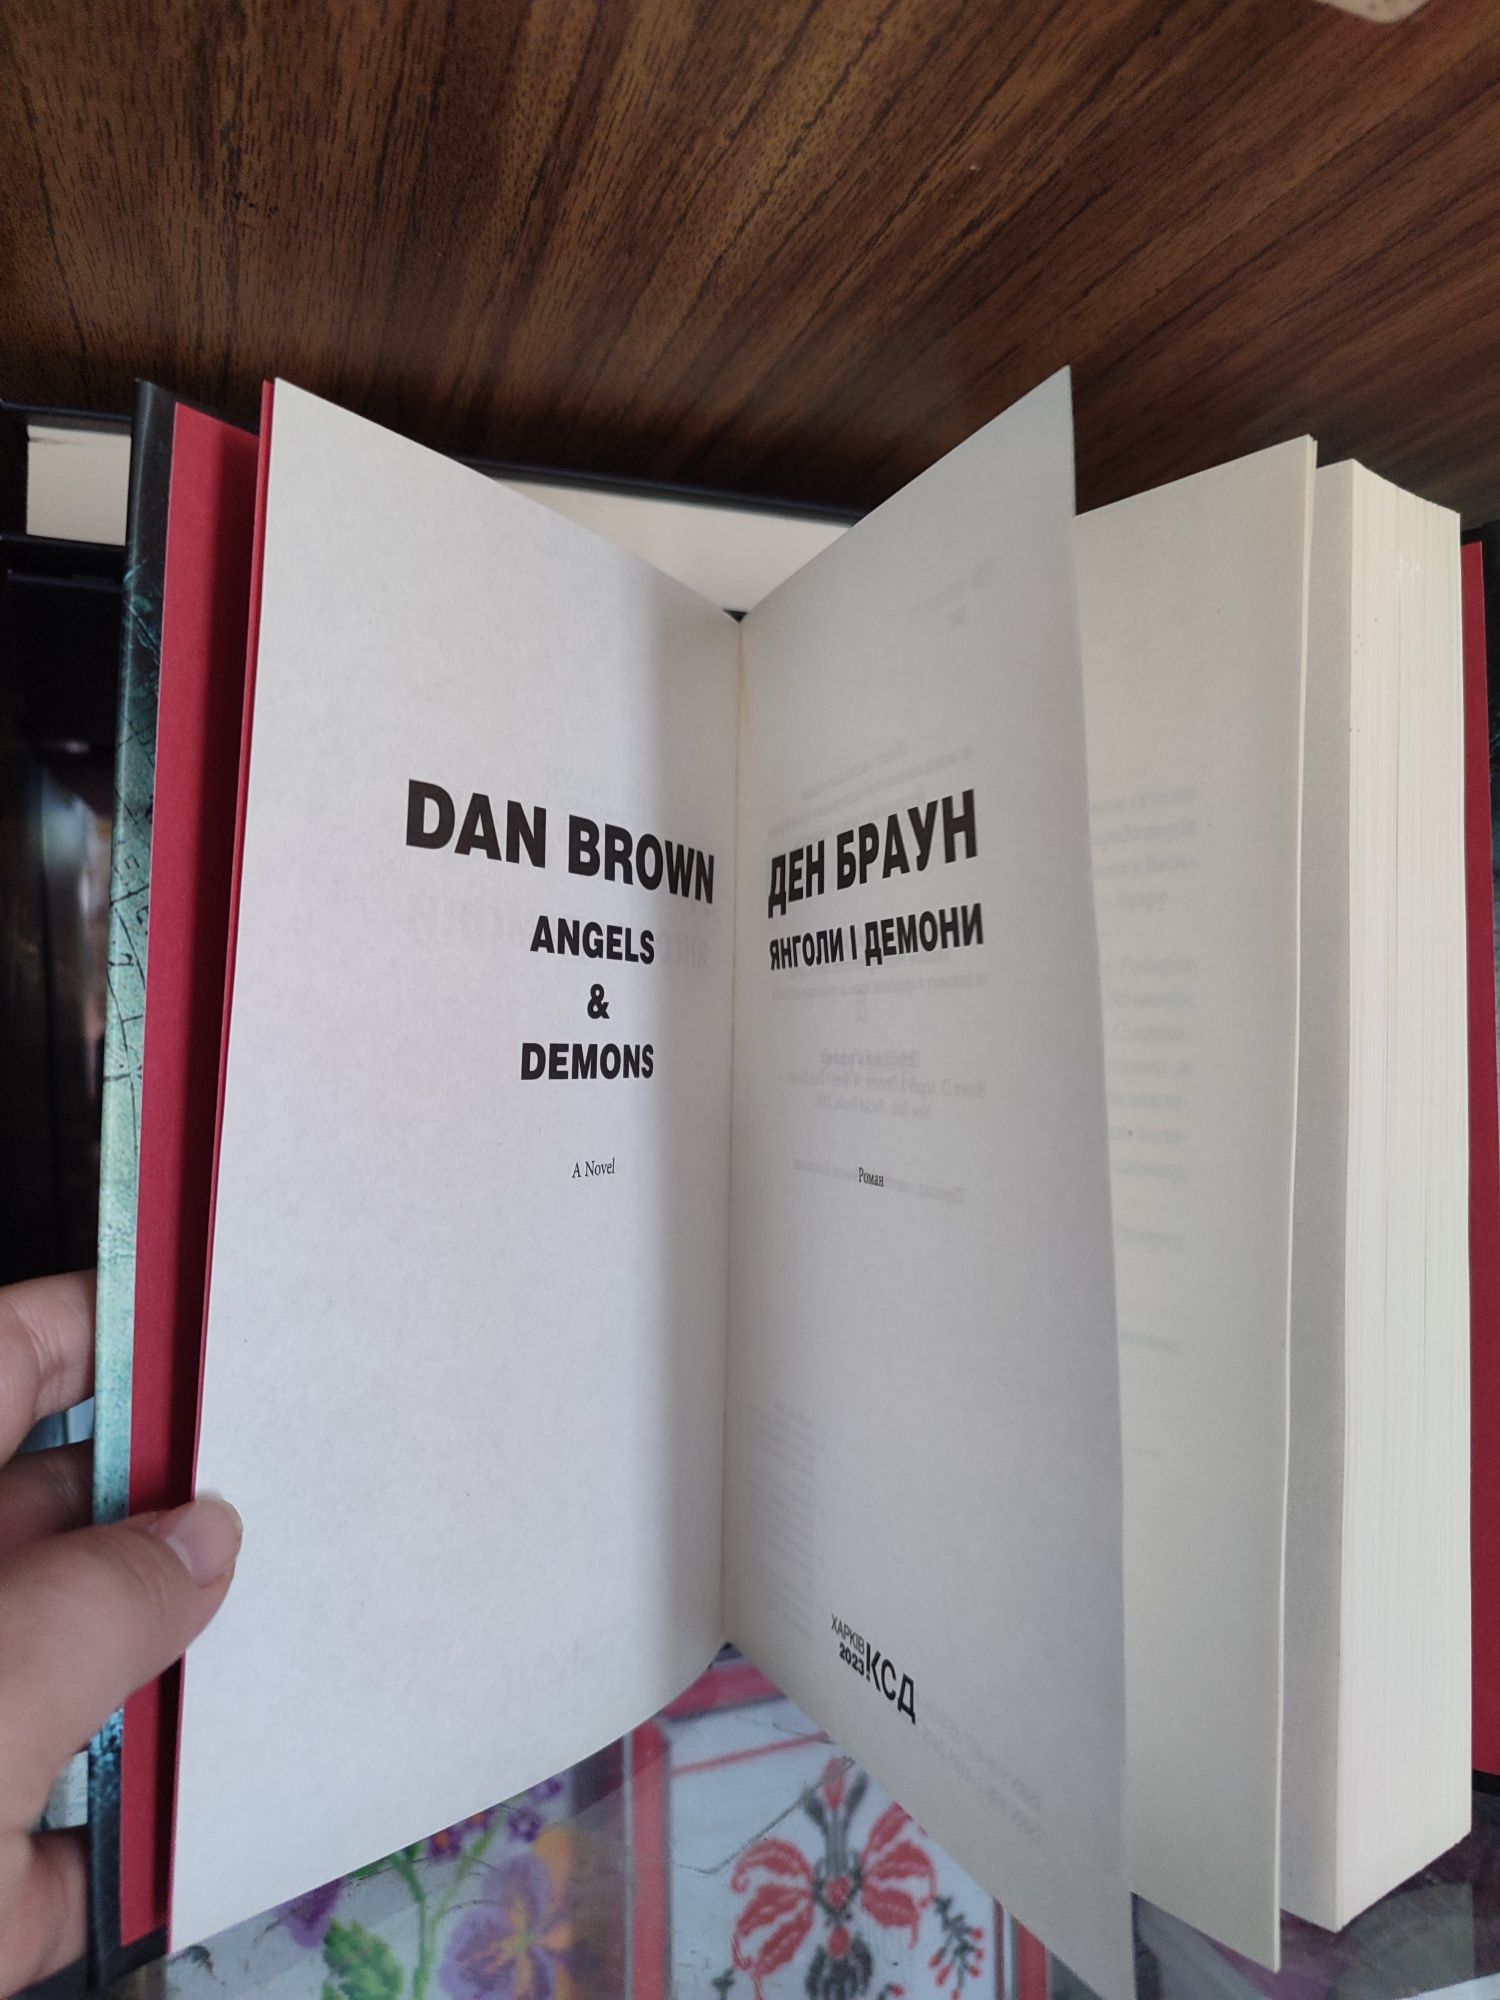 DAN BROWN
ANGELS
&
DEMONS
A Novel
ДЕН БРАУН
ЯНГОЛИ І ДЕМОНИ
Роман
ХАРКІВ
2023
КСД